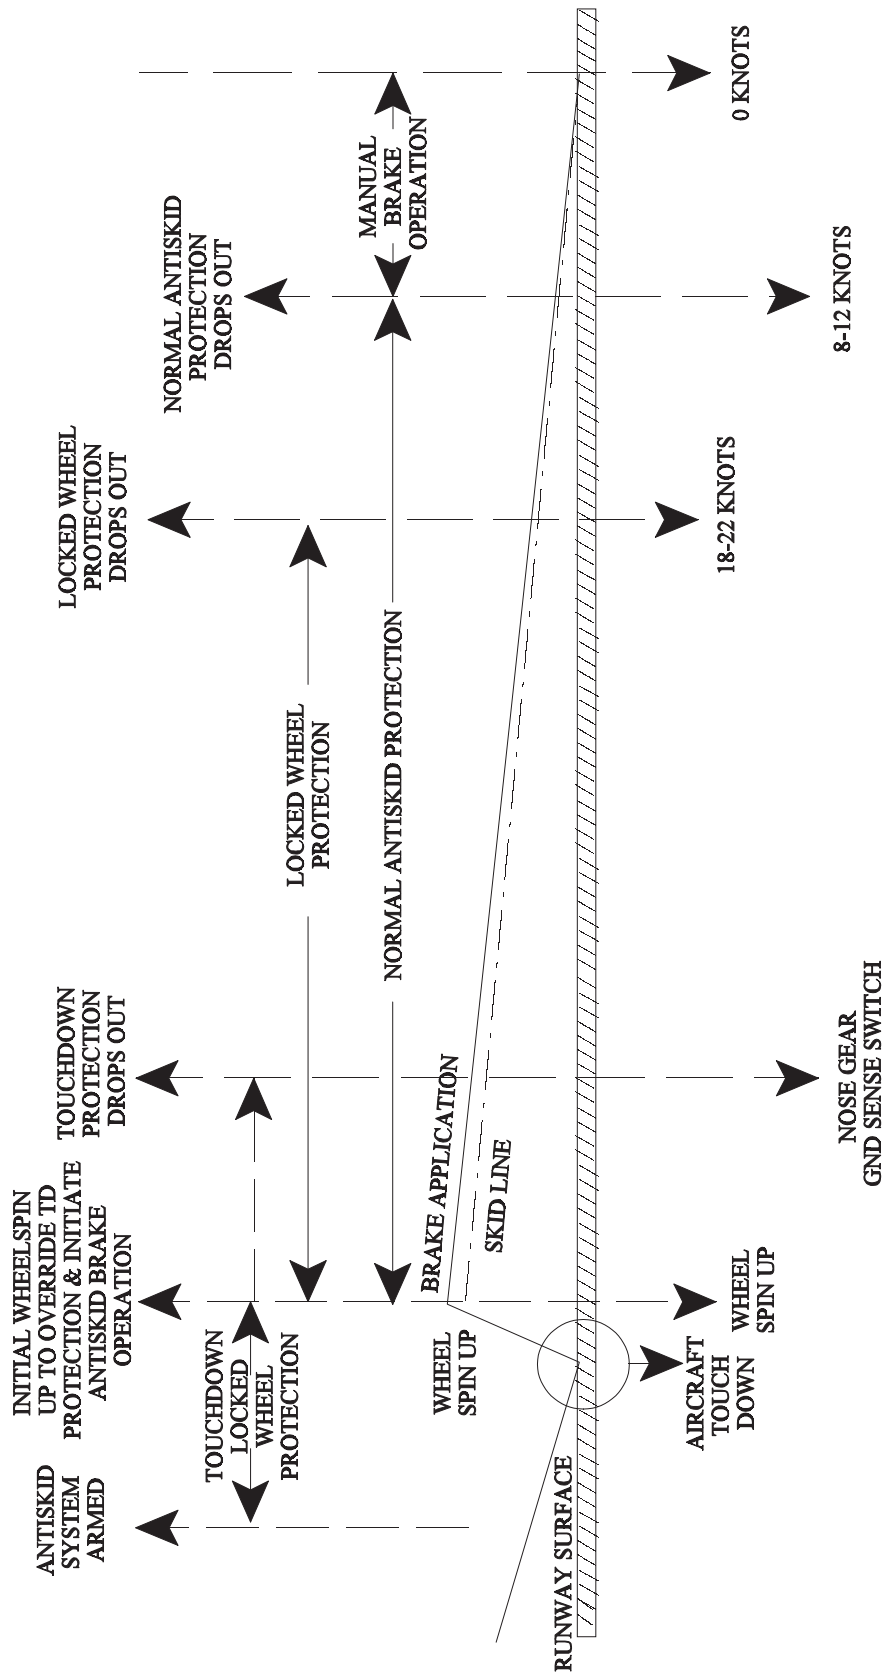 ANTISKID
SYSTEM
ARMED
INITIAL WHEELSPIN
UP TO OVERRIDE TD
PROTECTION & INITIATE
ANTISKID BRAKE
OPERATION
TOUCHDOWN
PROTECTION
DROPS OUT
LOCKED WHEEL
PROTECTION
DROPS OUT
NORMAL ANTISKID
PROTECTION
DROPS OUT
TOUCHDOWN
LOCKED
WHEEL
PROTECTION
LOCKED WHEEL
PROTECTION
NORMAL ANTISKID PROTECTION
MANUAL
BRAKE
OPERATION
WHEEL
SPIN UP
BRAKE APPLICATION
SKID LINE
RUNWAY SURFACE
AIRCRAFT
TOUCH
DOWN
WHEEL
SPIN UP
NOSE GEAR
GND SENSE SWITCH
18-22 KNOTS
8-12 KNOTS
0 KNOTS